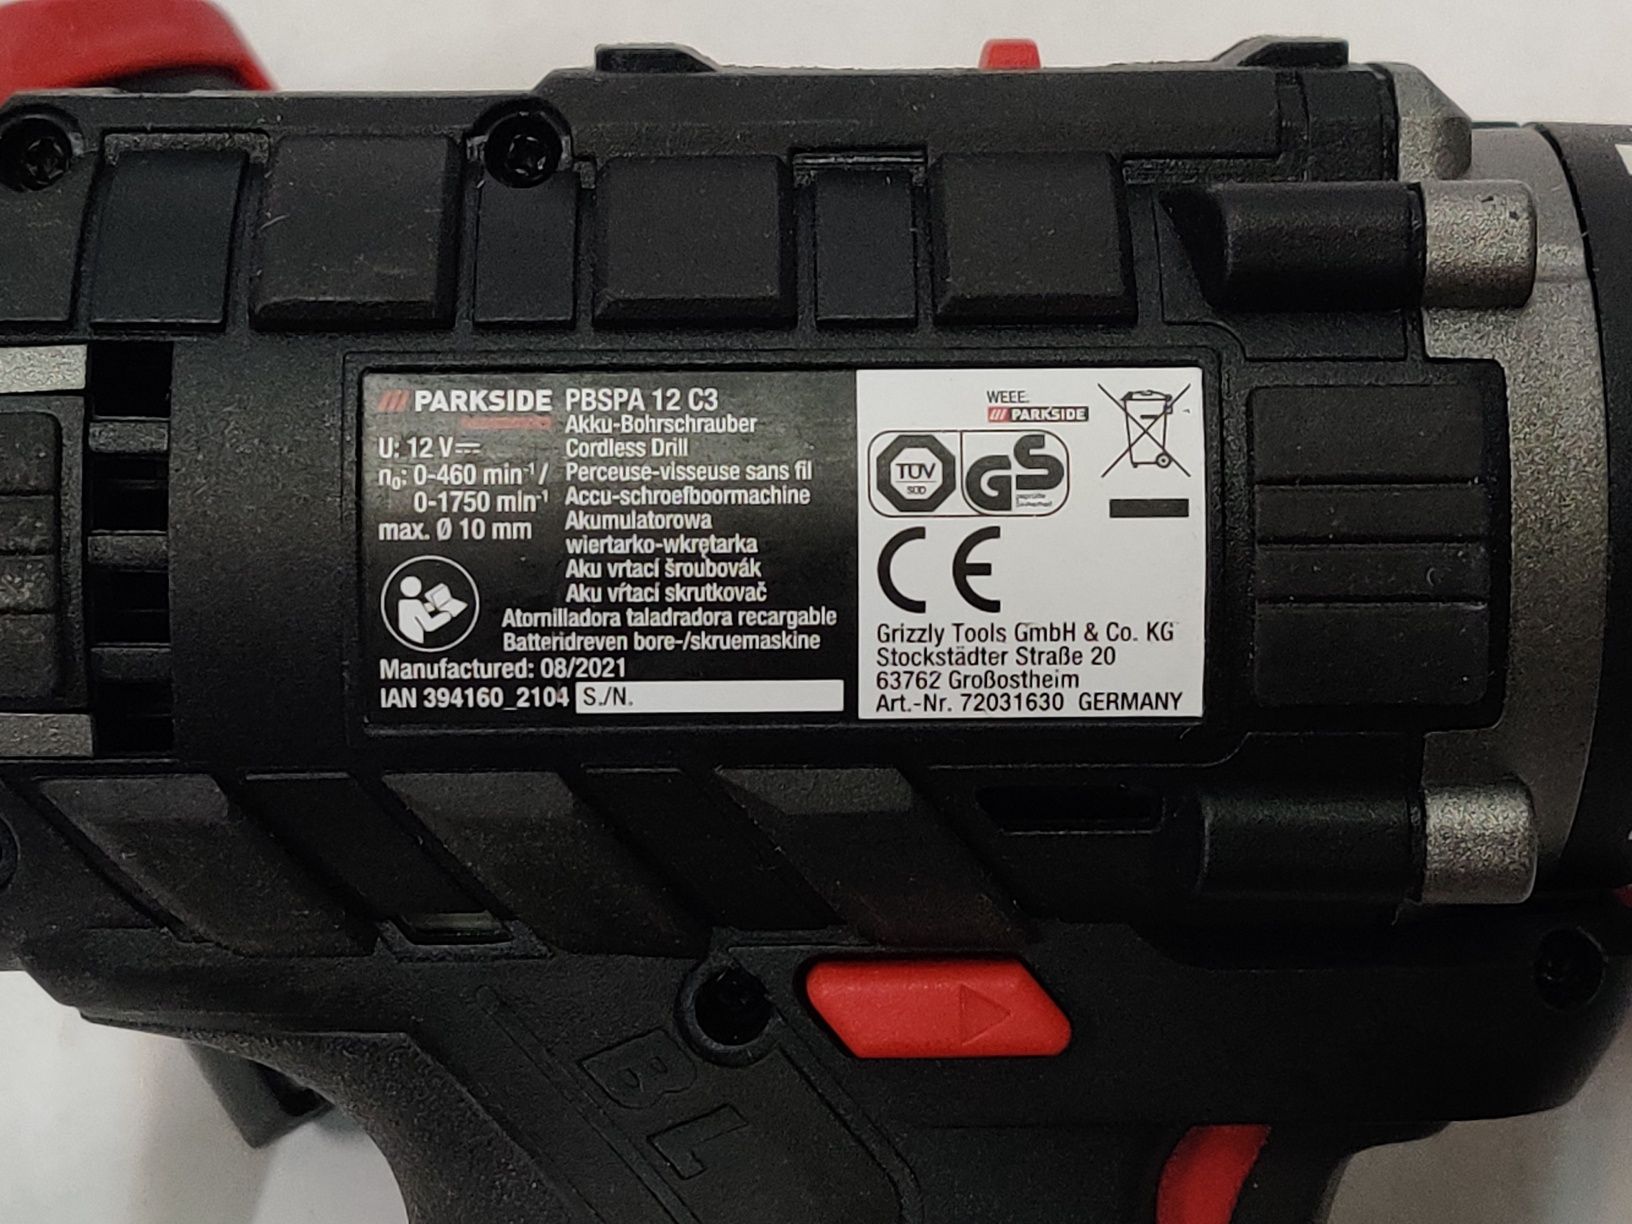 PARKSIDE PBSPA 12 C3
Akku-Bohrschrauber
U: 12 V⎓ Cordless Drill
n₀: 0-460 min⁻¹/ Perceuse-visseuse sans fil
0-1750 min⁻¹ Accu-schroefboormachine
max. Ø 10 mm Akumulatorowa
wiertarko-wkrętarka
Aku vrtací šroubovák
Aku vŕtací skrutkovač
Atornilladora taladradora recargable
Batteridreven bore-/skruemaskine
Manufactured: 08/2021
IAN 394160_2104 S./N.
WEEE:
PARKSIDE
TÜV
SÜD
GS
geprüfte
Sicherheit
CE
Grizzly Tools GmbH & Co. KG
Stockstädter Straße 20
63762 Großostheim
Art.-Nr. 72031630 GERMANY
BL